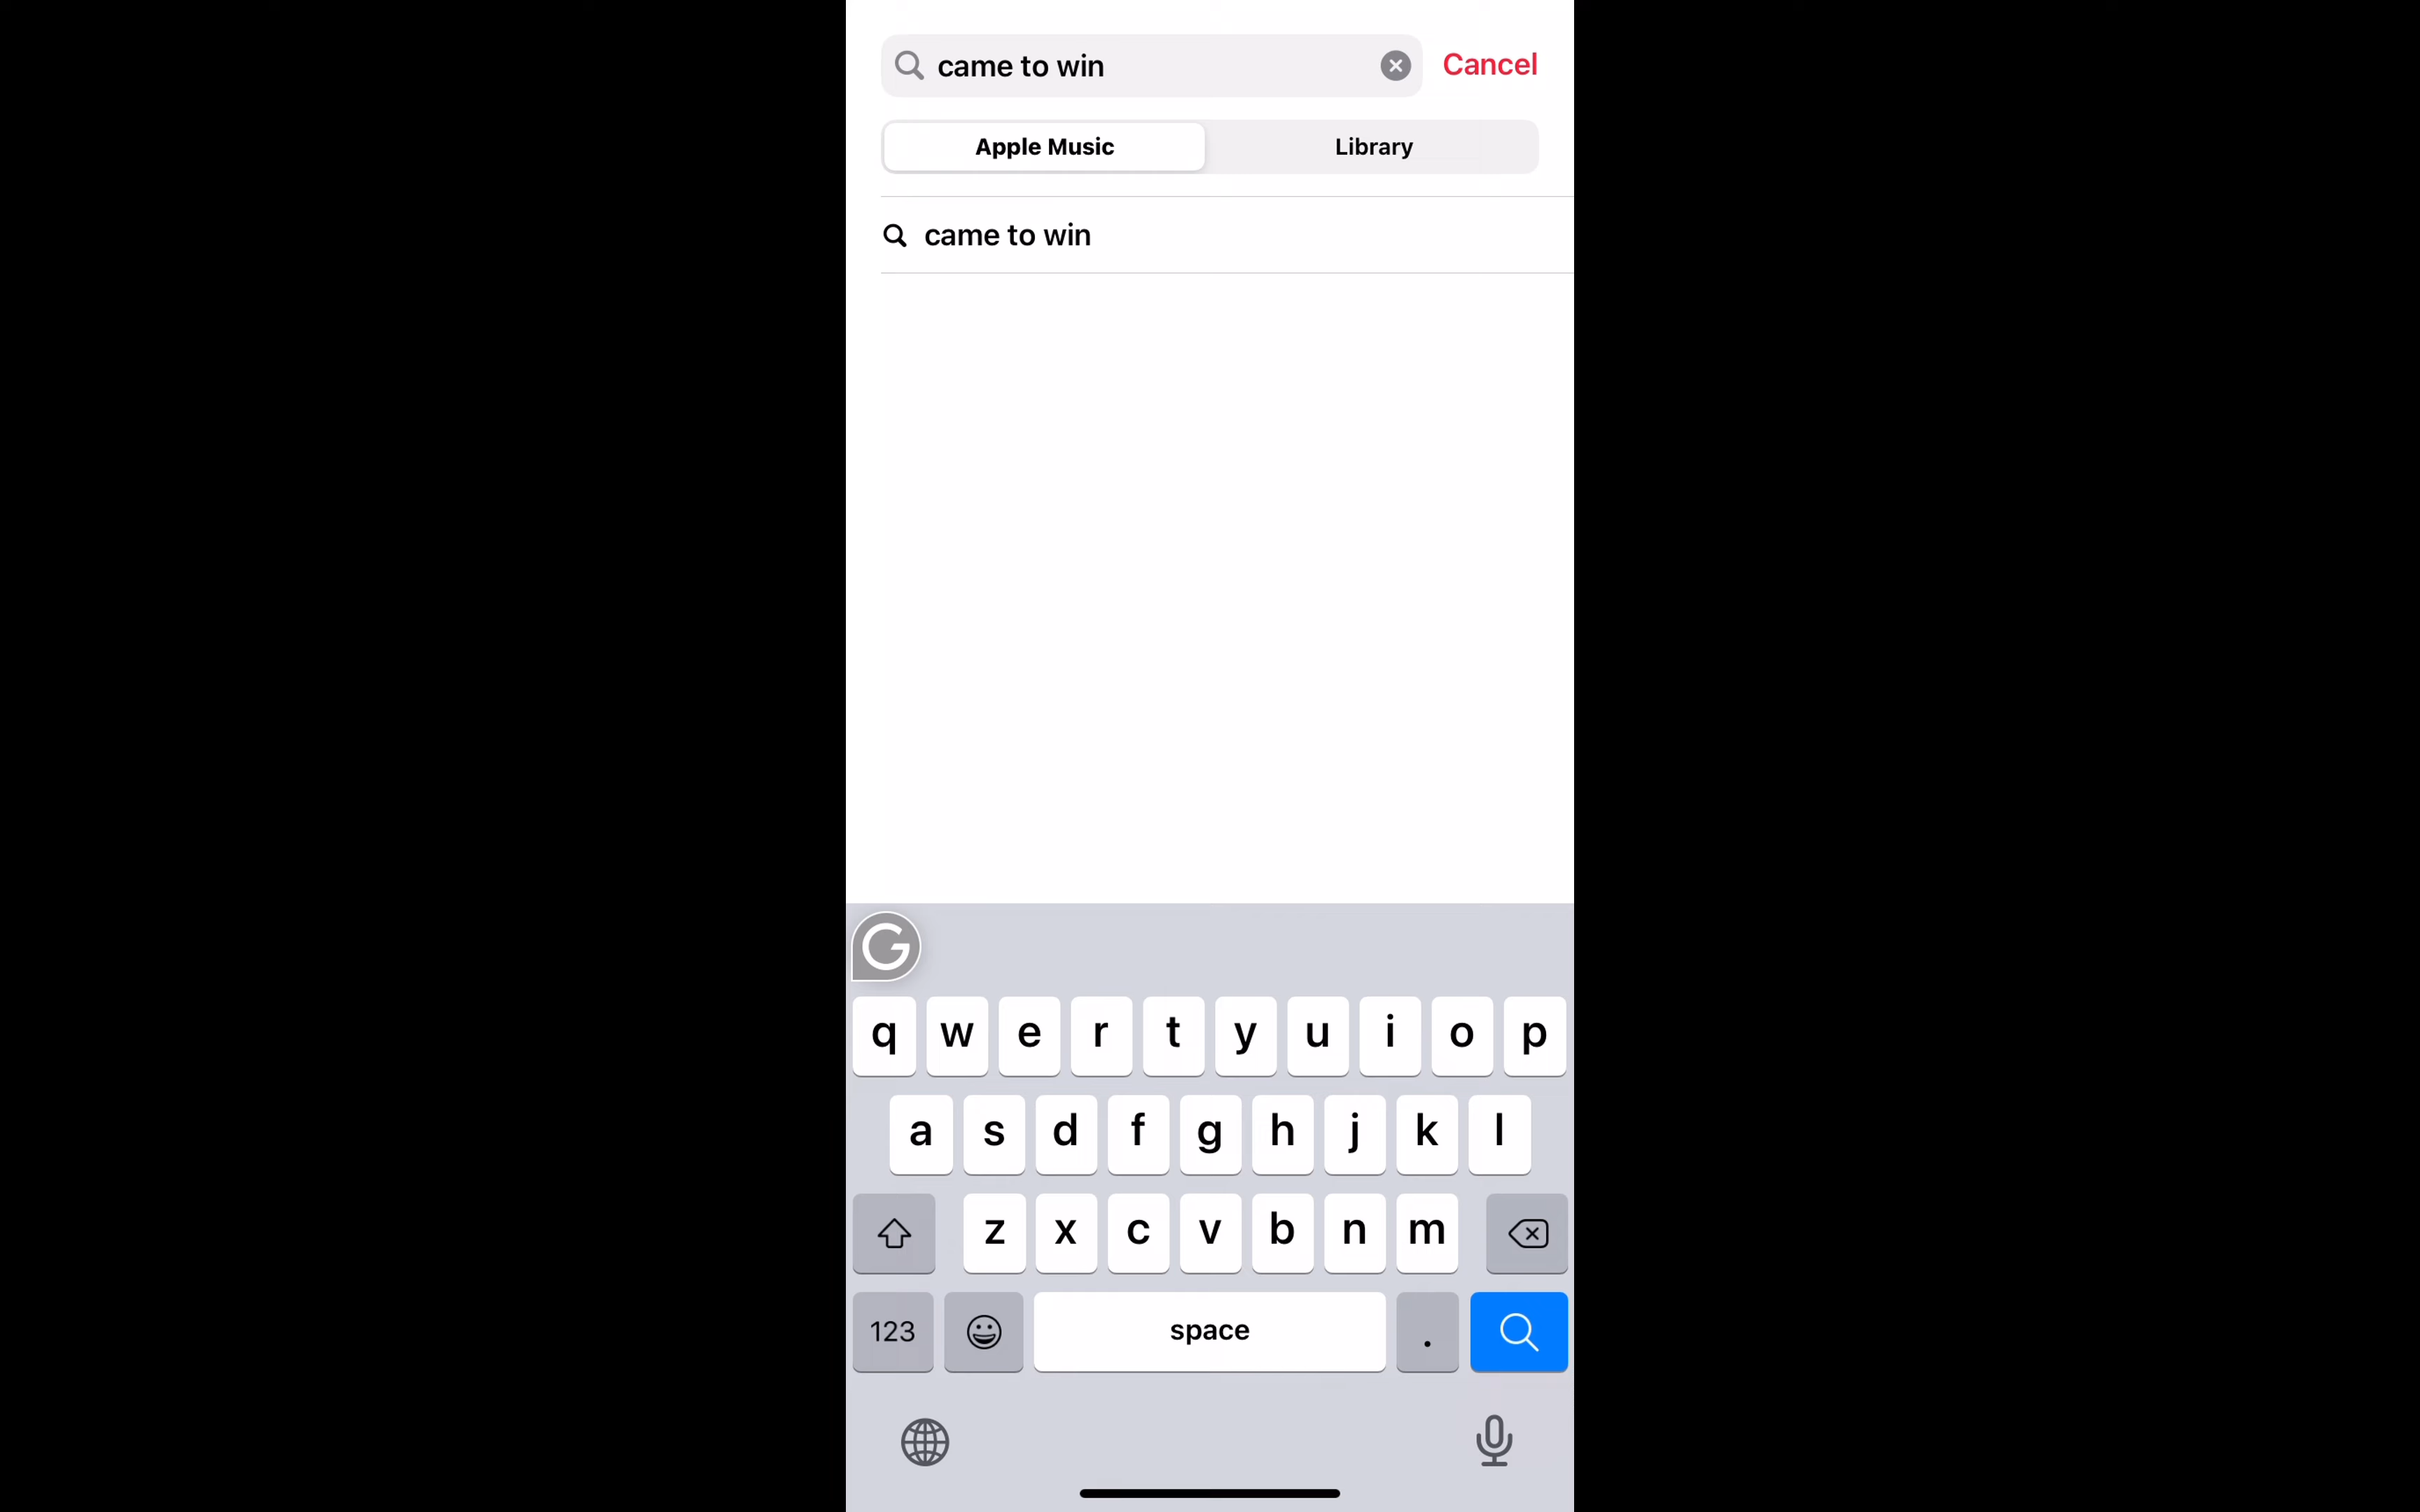 came to win Cancel
Apple Music Library
came to win
G
q w e r t y u i o p
a s d f g h j k l
z x c v b n m
123 space .